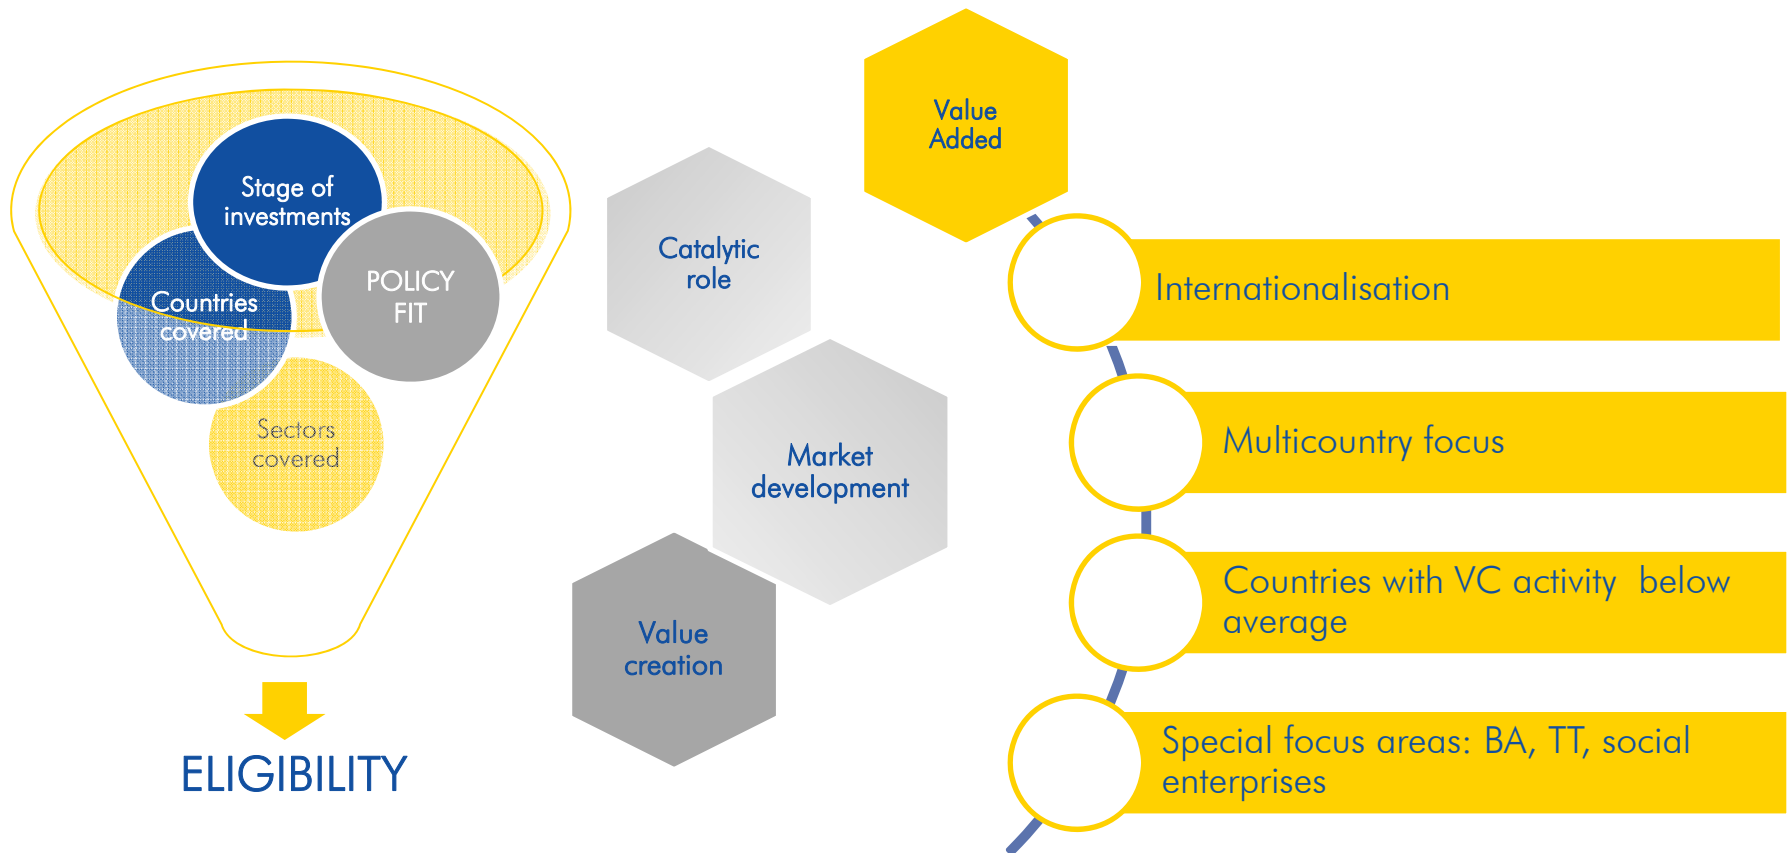 Stage of
investments
POLICY
FIT
Countries
covered
Sectors
covered
ELIGIBILITY
Value
Added
Catalytic
role
Market
development
Value
creation
Internationalisation
Multicountry focus
Countries with VC activity  below
average
Special focus areas: BA, TT, social
enterprises